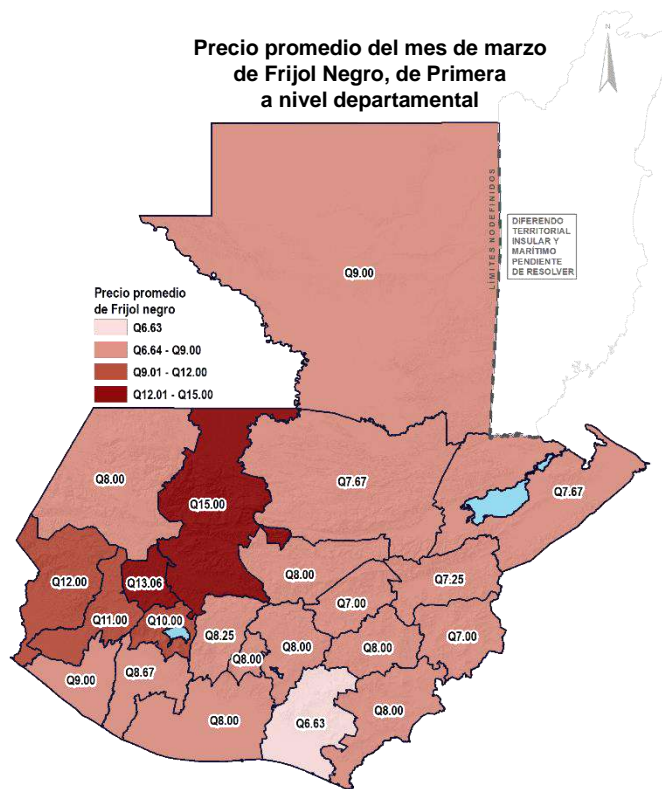 Precio promedio del mes de marzo
de Frijol Negro, de Primera
a nivel departamental
N
LÍMITES NO DEFINIDOS
DIFERENDO
TERRITORIAL
INSULAR Y
MARÍTIMO
PENDIENTE
DE RESOLVER
Q9.00
Precio promedio
de Frijol negro
Q6.63
Q6.64 - Q9.00
Q9.01 - Q12.00
Q12.01 - Q15.00
Q8.00
Q15.00
Q7.67
Q7.67
Q12.00
Q13.06
Q8.00
Q7.25
Q11.00
Q10.00
Q7.00
Q8.25
Q8.00
Q8.00
Q8.00
Q7.00
Q9.00
Q8.67
Q8.00
Q6.63
Q8.00